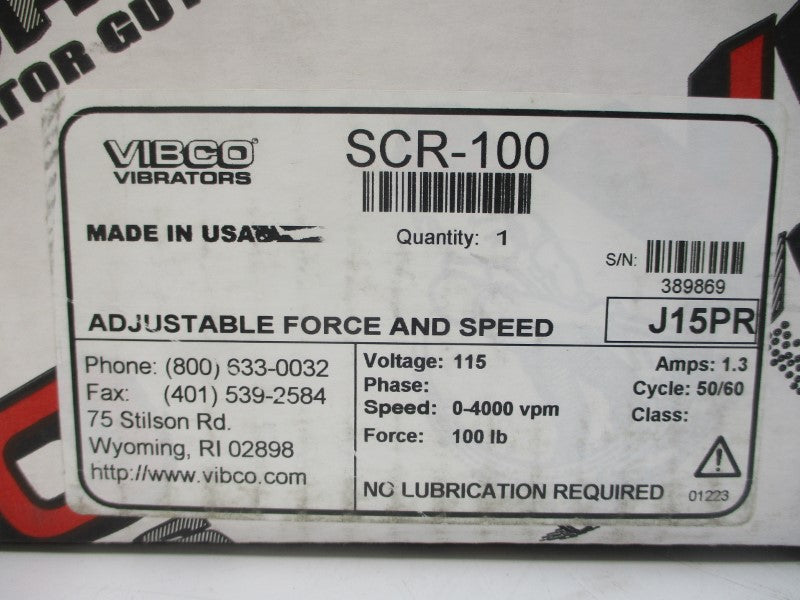 ATOR GUY
VIBCO
VIBRATORS
SCR-100
MADE IN USA
Quantity: 1
S/N:
389869
ADJUSTABLE FORCE AND SPEED
J15PR
Phone: (800) 633-0032
Fax: (401) 539-2584
75 Stilson Rd.
Wyoming, RI 02898
http://www.vibco.com
Voltage: 115
Phase:
Speed: 0-4000 vpm
Force: 100 lb
Amps: 1.3
Cycle: 50/60
Class:
NO LUBRICATION REQUIRED
01223